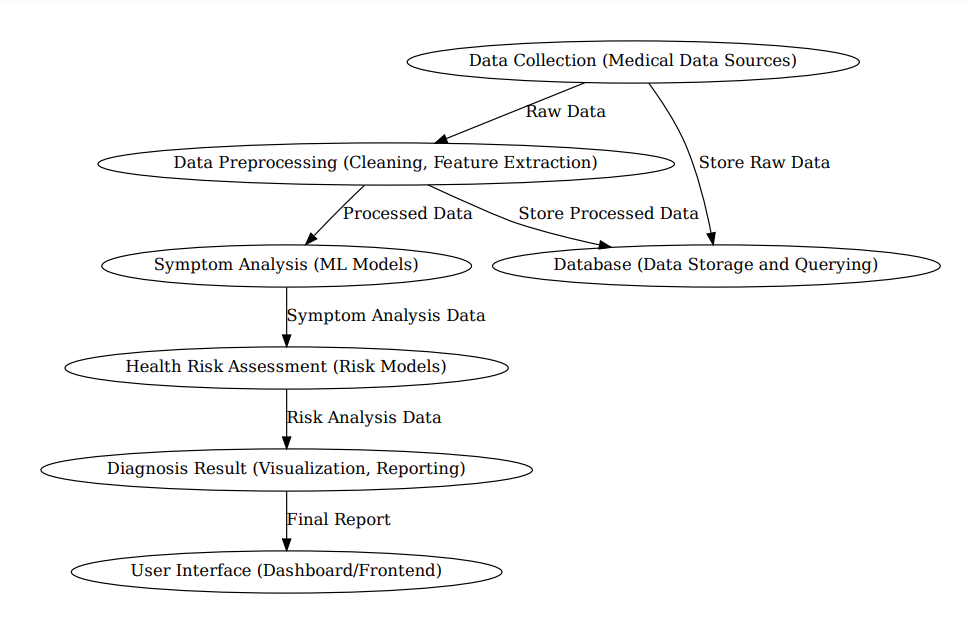 Data Collection (Medical Data Sources)
Raw Data
Data Preprocessing (Cleaning, Feature Extraction)
Store Raw Data
Processed Data
Store Processed Data
Symptom Analysis (ML Models)
Database (Data Storage and Querying)
Symptom Analysis Data
Health Risk Assessment (Risk Models)
Risk Analysis Data
Diagnosis Result (Visualization, Reporting)
Final Report
User Interface (Dashboard/Frontend)